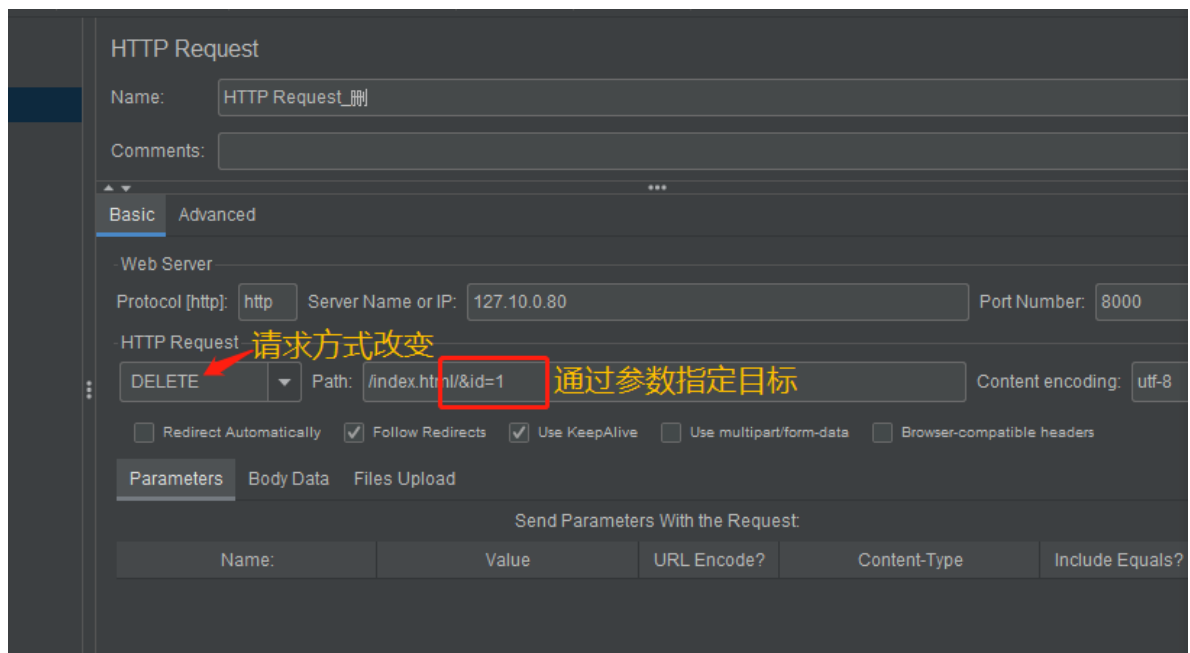 HTTP Request
Name: HTTP Request_删
Comments:
Basic Advanced
Web Server
Protocol [http]: http Server Name or IP: 127.10.0.80 Port Number: 8000
HTTP Request 请求方式改变
DELETE Path: /index.html/&id=1 通过参数指定目标 Content encoding: utf-8
Redirect Automatically Follow Redirects Use KeepAlive Use multipart/form-data Browser-compatible headers
Parameters Body Data Files Upload
Send Parameters With the Request:
Name: Value URL Encode? Content-Type Include Equals?